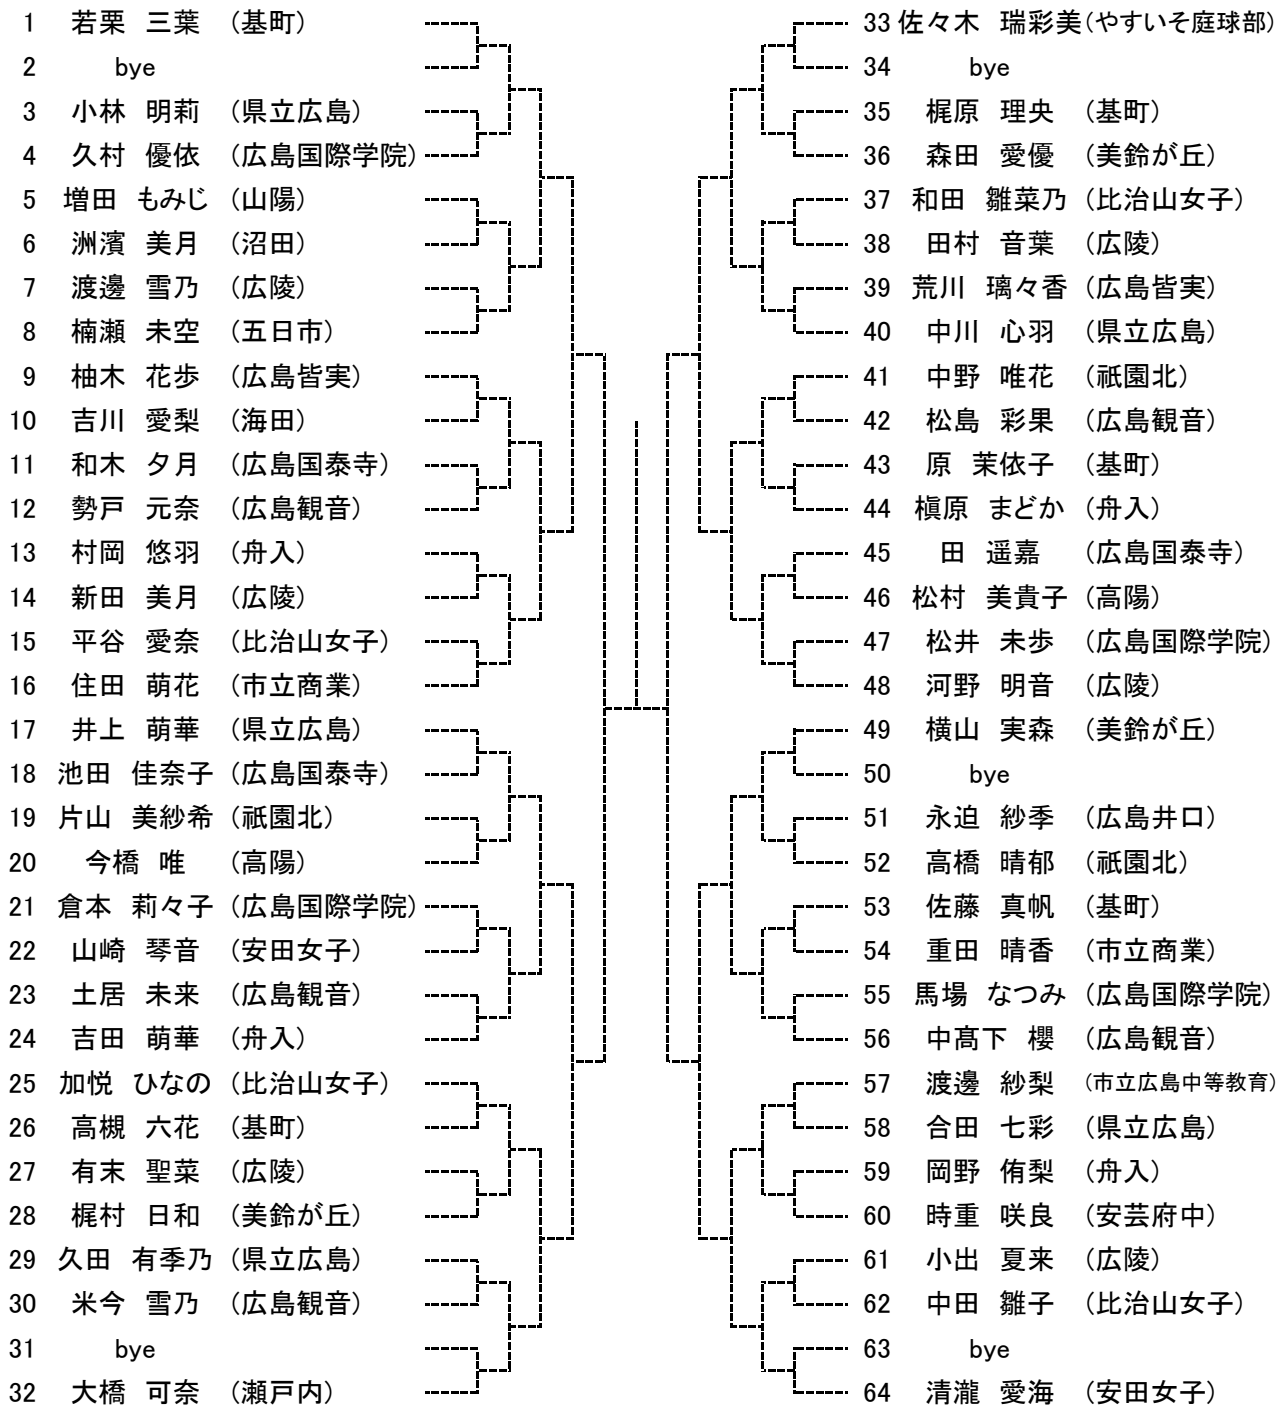 1 若栗 三葉 (基町)
2 bye
3 小林 明莉 (県立広島)
4 久村 優依 (広島国際学院)
5 増田 もみじ (山陽)
6 洲濱 美月 (沼田)
7 渡邊 雪乃 (広陵)
8 楠瀬 未空 (五日市)
9 柚木 花歩 (広島皆実)
10 吉川 愛梨 (海田)
11 和木 夕月 (広島国泰寺)
12 勢戸 元奈 (広島観音)
13 村岡 悠羽 (舟入)
14 新田 美月 (広陵)
15 平谷 愛奈 (比治山女子)
16 住田 萌花 (市立商業)
17 井上 萌華 (県立広島)
18 池田 佳奈子 (広島国泰寺)
19 片山 美紗希 (祇園北)
20 今橋 唯 (高陽)
21 倉本 莉々子 (広島国際学院)
22 山崎 琴音 (安田女子)
23 土居 未来 (広島観音)
24 吉田 萌華 (舟入)
25 加悦 ひなの (比治山女子)
26 高槻 六花 (基町)
27 有末 聖菜 (広陵)
28 梶村 日和 (美鈴が丘)
29 久田 有季乃 (県立広島)
30 米今 雪乃 (広島観音)
31 bye
32 大橋 可奈 (瀬戸内)
33 佐々木 瑞彩美 (やすいそ庭球部)
34 bye
35 梶原 理央 (基町)
36 森田 愛優 (美鈴が丘)
37 和田 雛菜乃 (比治山女子)
38 田村 音葉 (広陵)
39 荒川 璃々香 (広島皆実)
40 中川 心羽 (県立広島)
41 中野 唯花 (祇園北)
42 松島 彩果 (広島観音)
43 原 茉依子 (基町)
44 槇原 まどか (舟入)
45 田 遥嘉 (広島国泰寺)
46 松村 美貴子 (高陽)
47 松井 未歩 (広島国際学院)
48 河野 明音 (広陵)
49 横山 実森 (美鈴が丘)
50 bye
51 永迫 紗季 (広島井口)
52 高橋 晴郁 (祇園北)
53 佐藤 真帆 (基町)
54 重田 晴香 (市立商業)
55 馬場 なつみ (広島国際学院)
56 中髙下 櫻 (広島観音)
57 渡邊 紗梨 (市立広島中等教育)
58 合田 七彩 (県立広島)
59 岡野 侑梨 (舟入)
60 時重 咲良 (安芸府中)
61 小出 夏来 (広陵)
62 中田 雛子 (比治山女子)
63 bye
64 清瀧 愛海 (安田女子)